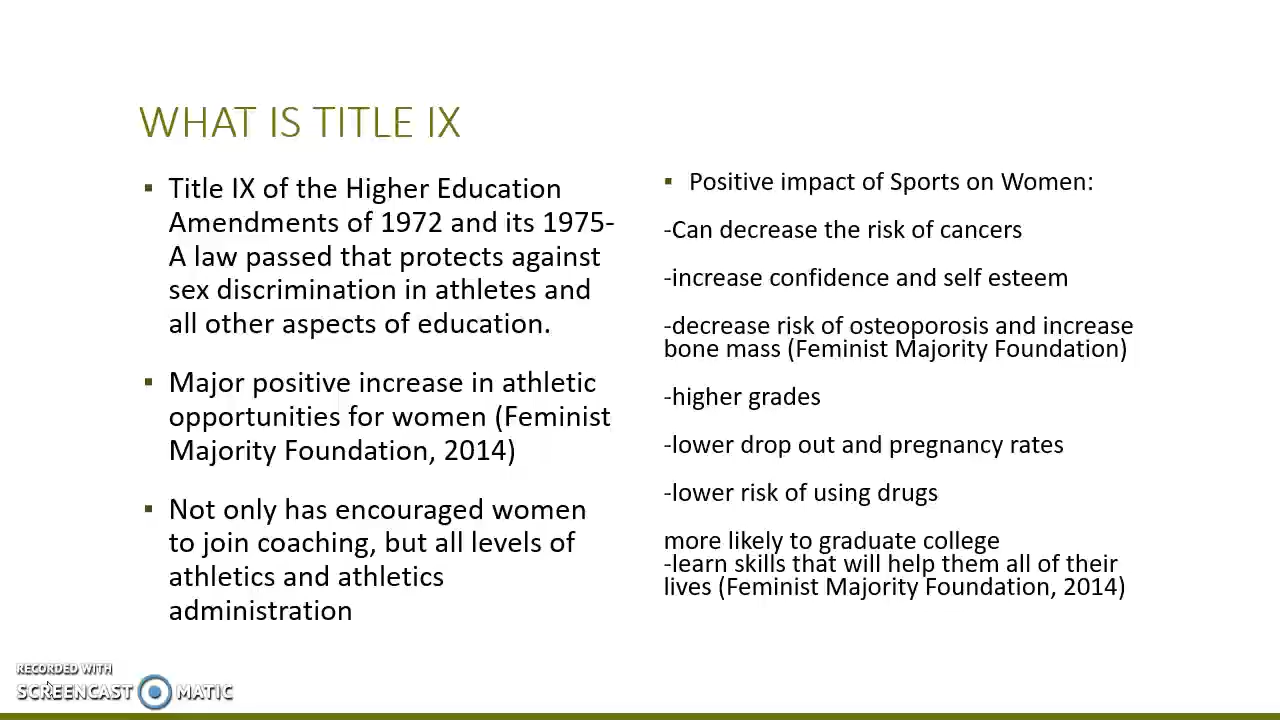 WHAT IS TITLE IX
▪ Title IX of the Higher Education
Amendments of 1972 and its 1975-
A law passed that protects against
sex discrimination in athletes and
all other aspects of education.
▪ Major positive increase in athletic
opportunities for women (Feminist
Majority Foundation, 2014)
▪ Not only has encouraged women
to join coaching, but all levels of
athletics and athletics
administration
▪ Positive impact of Sports on Women:
-Can decrease the risk of cancers
-increase confidence and self esteem
-decrease risk of osteoporosis and increase
bone mass (Feminist Majority Foundation)
-higher grades
-lower drop out and pregnancy rates
-lower risk of using drugs
more likely to graduate college
-learn skills that will help them all of their
lives (Feminist Majority Foundation, 2014)
RECORDED WITH
SCREENCAST MATIC